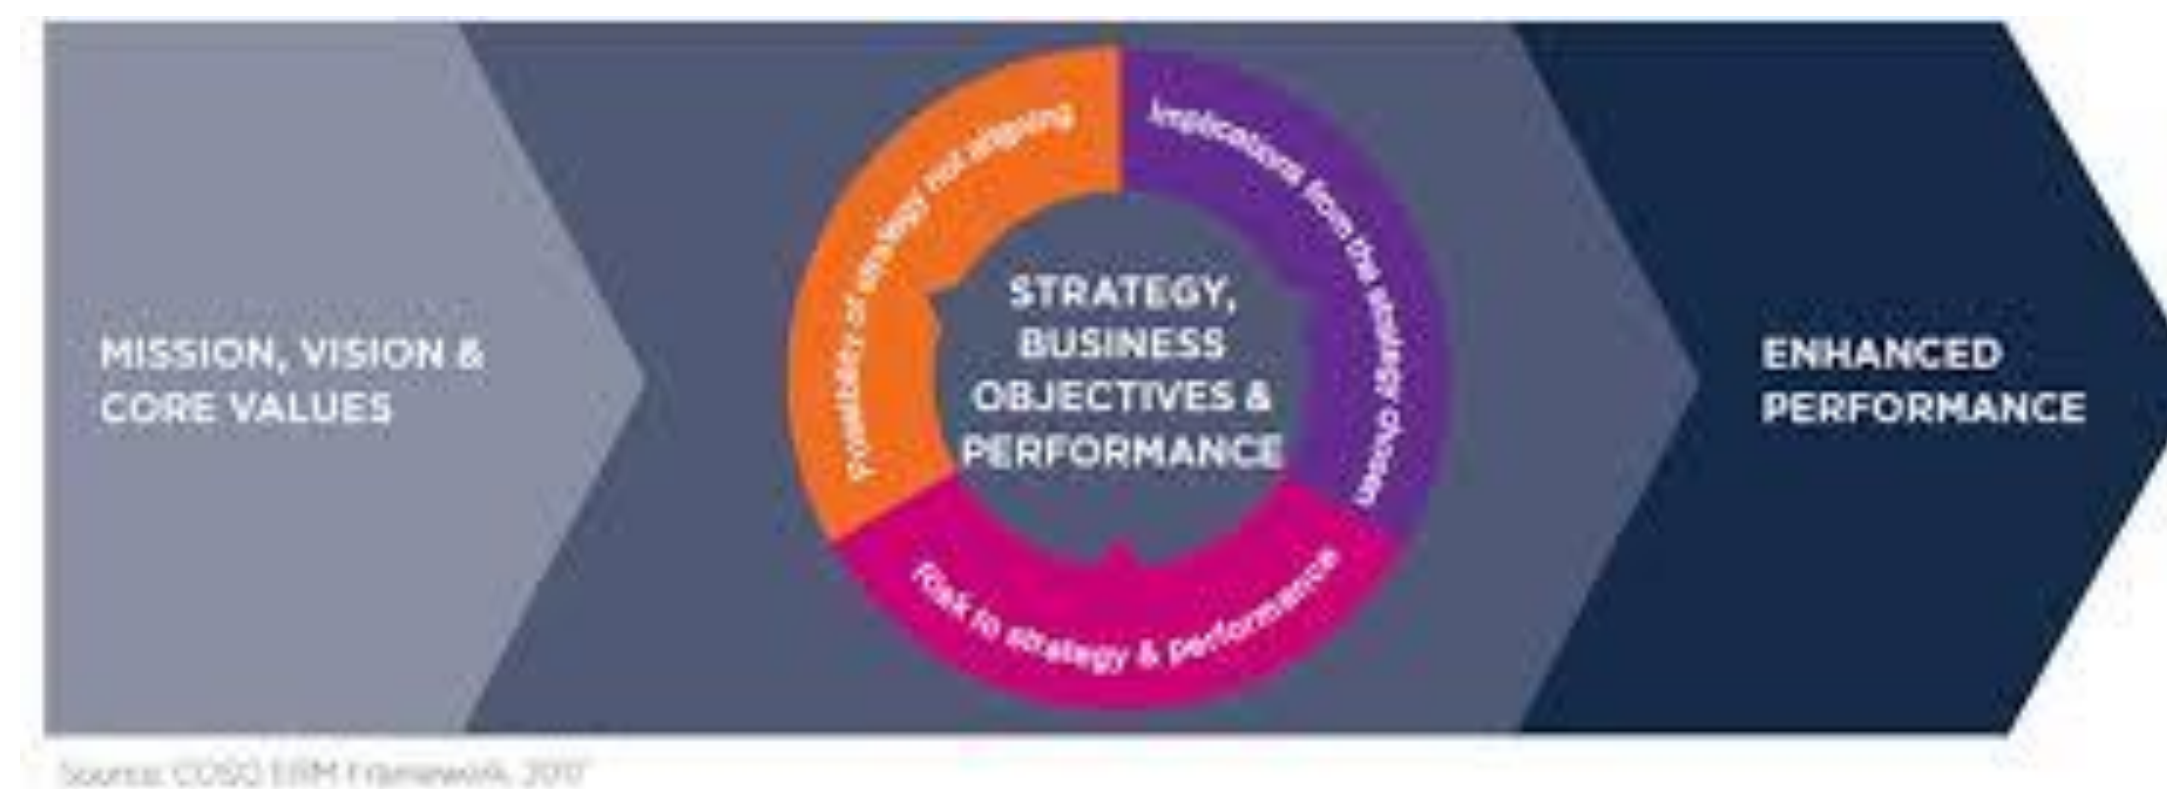 MISSION, VISION &
CORE VALUES
Possibility of strategy not aligning
Implications from the strategy chosen
STRATEGY,
BUSINESS
OBJECTIVES &
PERFORMANCE
Risk to strategy & performance
ENHANCED
PERFORMANCE
Source: COSO ERM Framework, 2017